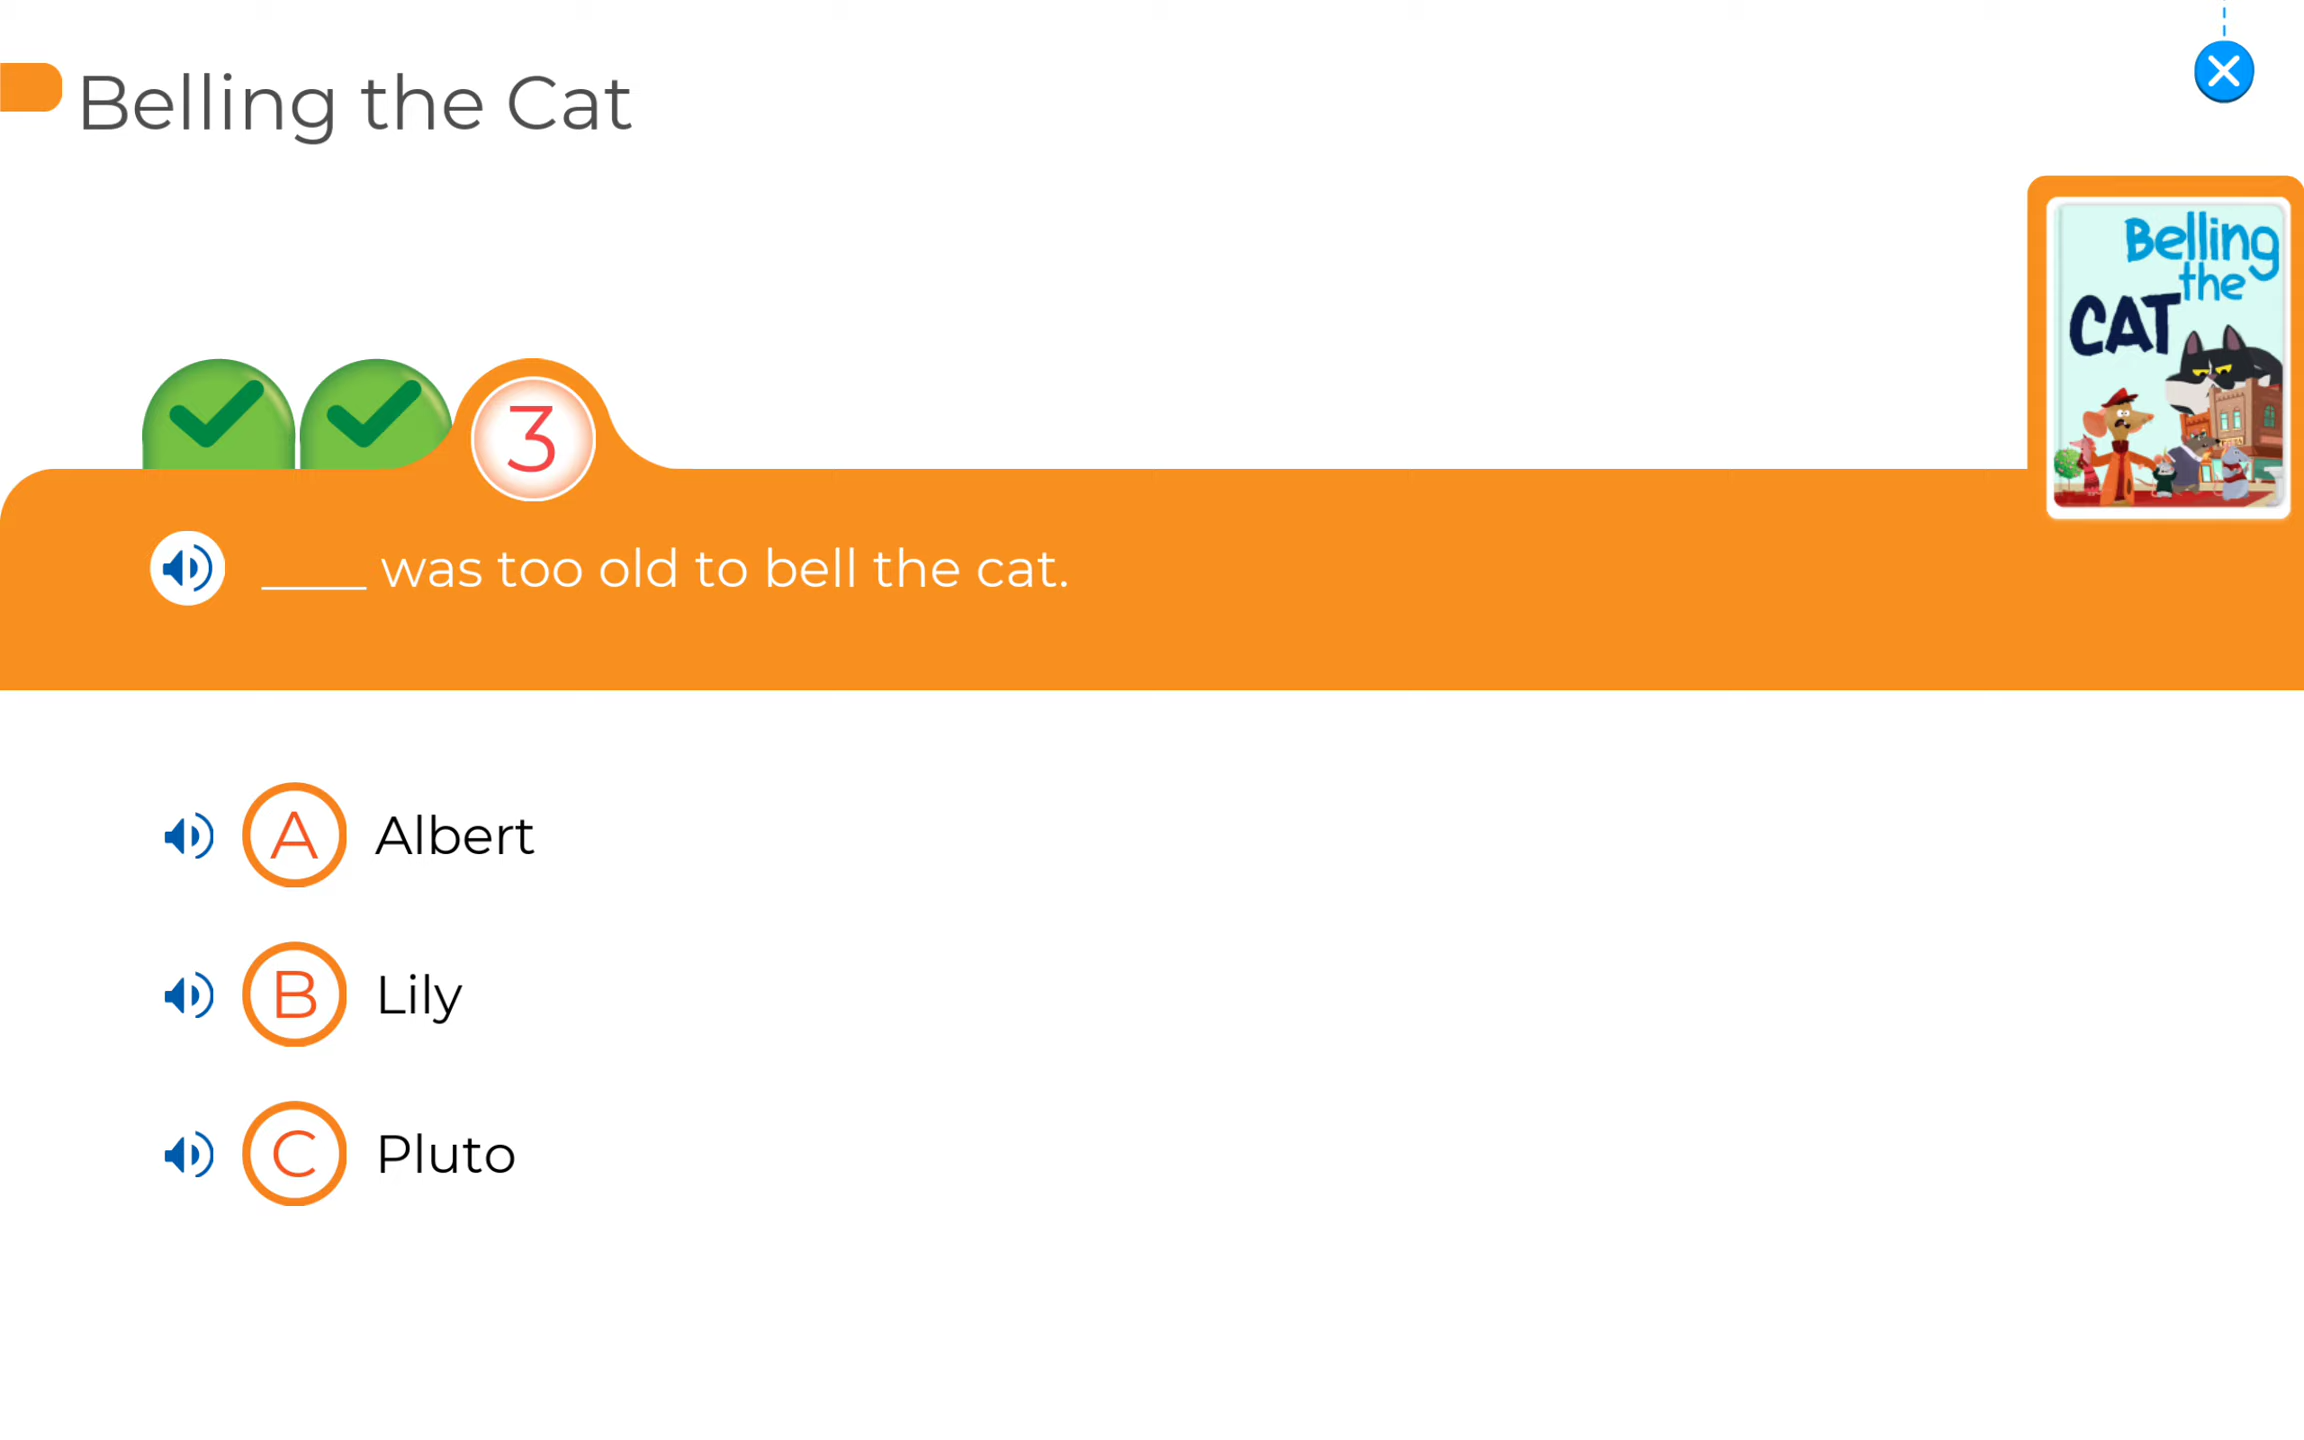 Belling the Cat
Belling
the
CAT
3
____ was too old to bell the cat.
A Albert
B Lily
C Pluto